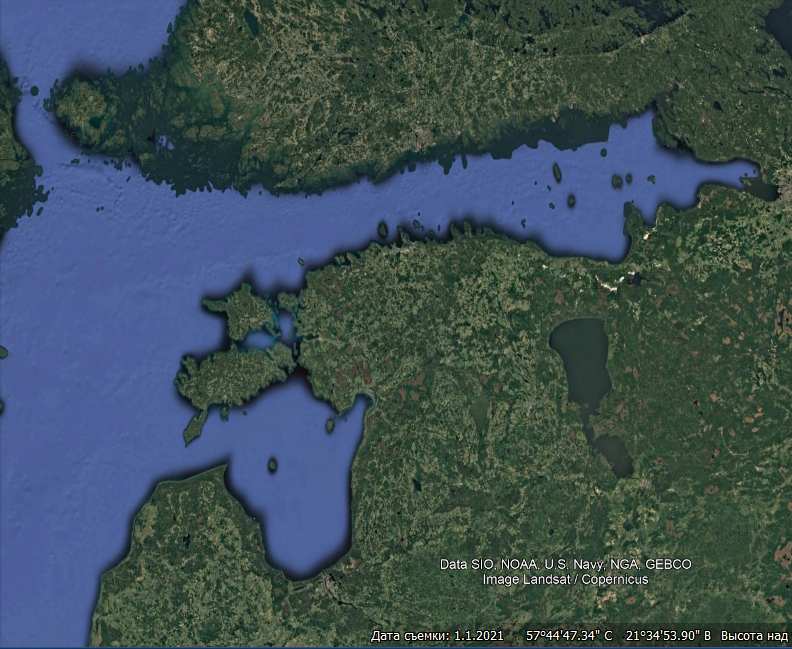 Data SIO, NOAA, U.S. Navy, NGA, GEBCO
Image Landsat / Copernicus
Дата съемки: 1.1.2021 57°44'47.34" С 21°34'53.90" В Высота над